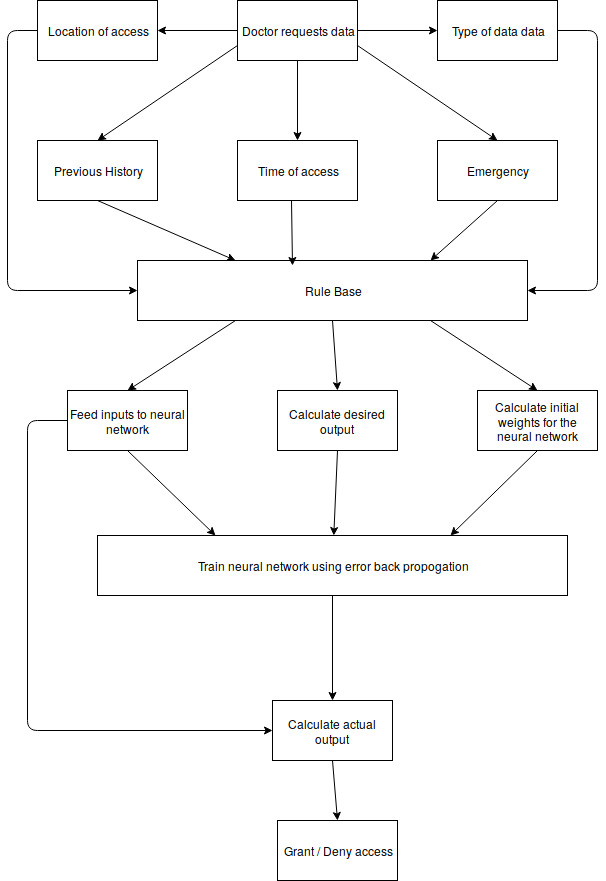 Location of access
Doctor requests data
Type of data data
Previous History
Time of access
Emergency
Rule Base
Feed inputs to neural
network
Calculate desired
output
Calculate initial
weights for the
neural network
Train neural network using error back propogation
Calculate actual
output
Grant / Deny access